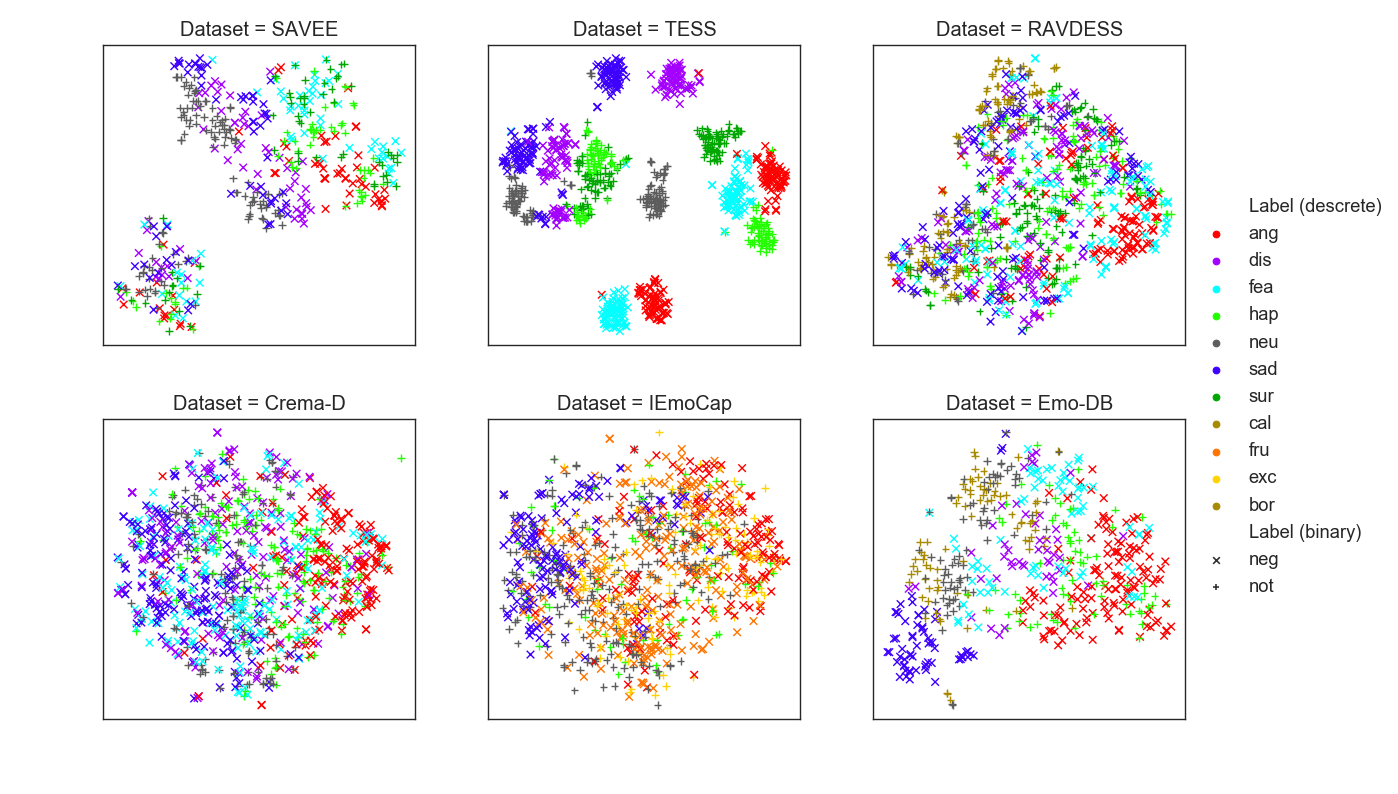 Dataset = SAVEE
Dataset = TESS
Dataset = RAVDESS
Dataset = Crema-D
Dataset = IEmoCap
Dataset = Emo-DB
Label (descrete)
ang
dis
fea
hap
neu
sad
sur
cal
fru
exc
bor
Label (binary)
neg
not